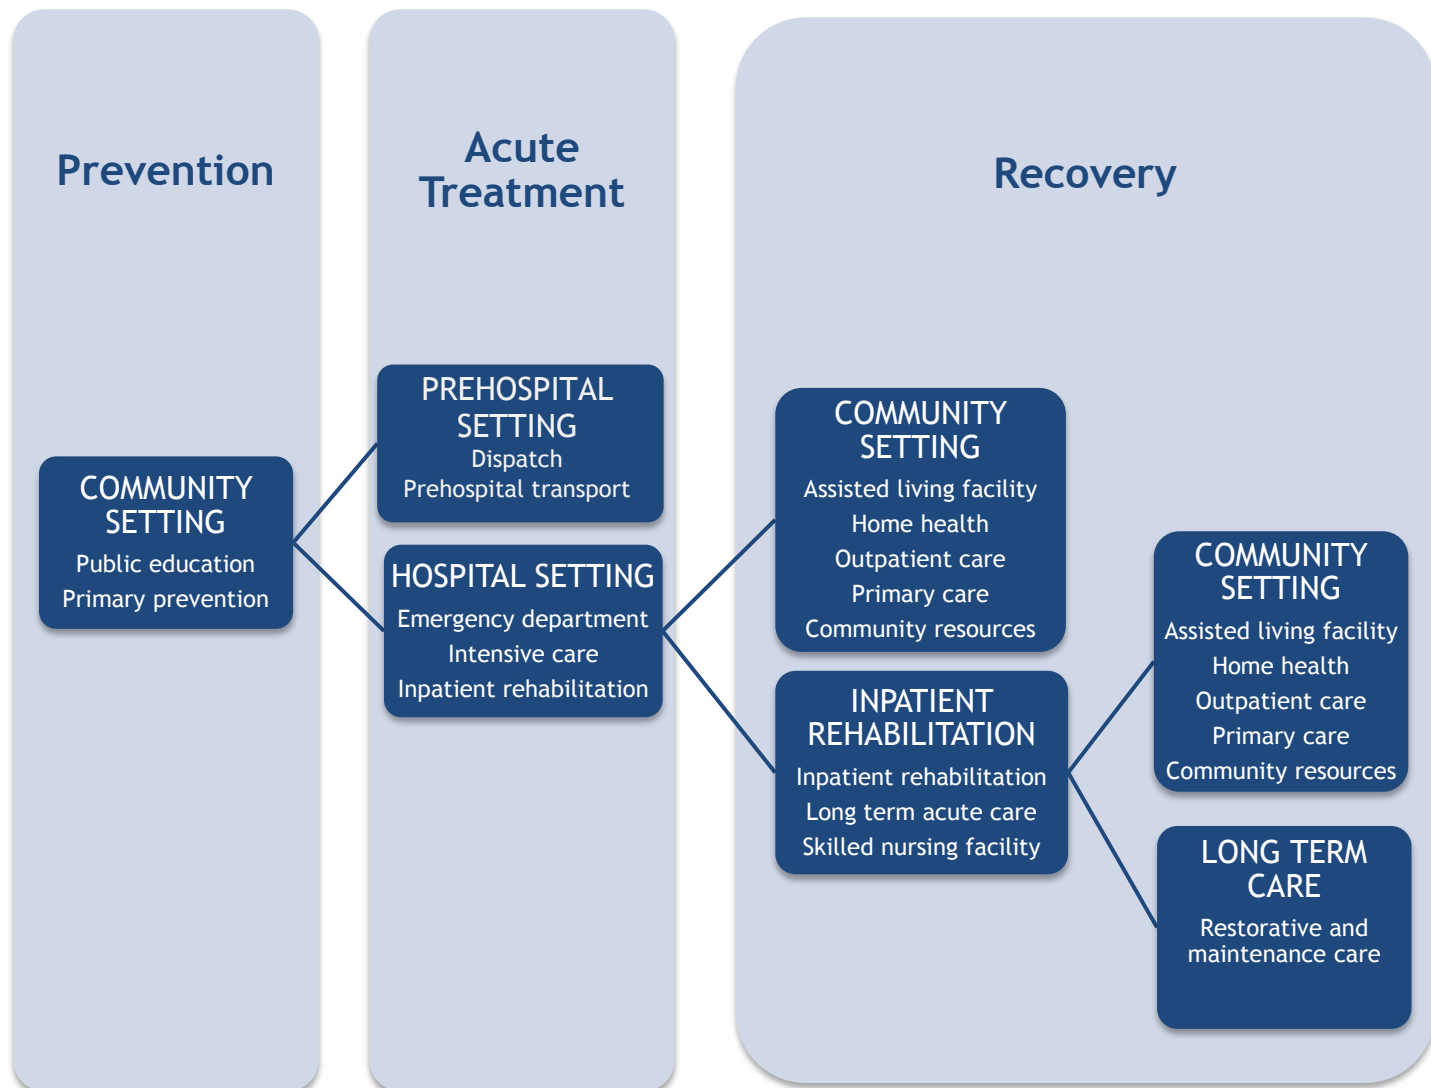 Prevention
Acute
Treatment
Recovery
COMMUNITY
SETTING
Public education
Primary prevention
PREHOSPITAL
SETTING
Dispatch
Prehospital transport
HOSPITAL SETTING
Emergency department
Intensive care
Inpatient rehabilitation
COMMUNITY
SETTING
Assisted living facility
Home health
Outpatient care
Primary care
Community resources
INPATIENT
REHABILITATION
Inpatient rehabilitation
Long term acute care
Skilled nursing facility
COMMUNITY
SETTING
Assisted living facility
Home health
Outpatient care
Primary care
Community resources
LONG TERM
CARE
Restorative and
maintenance care